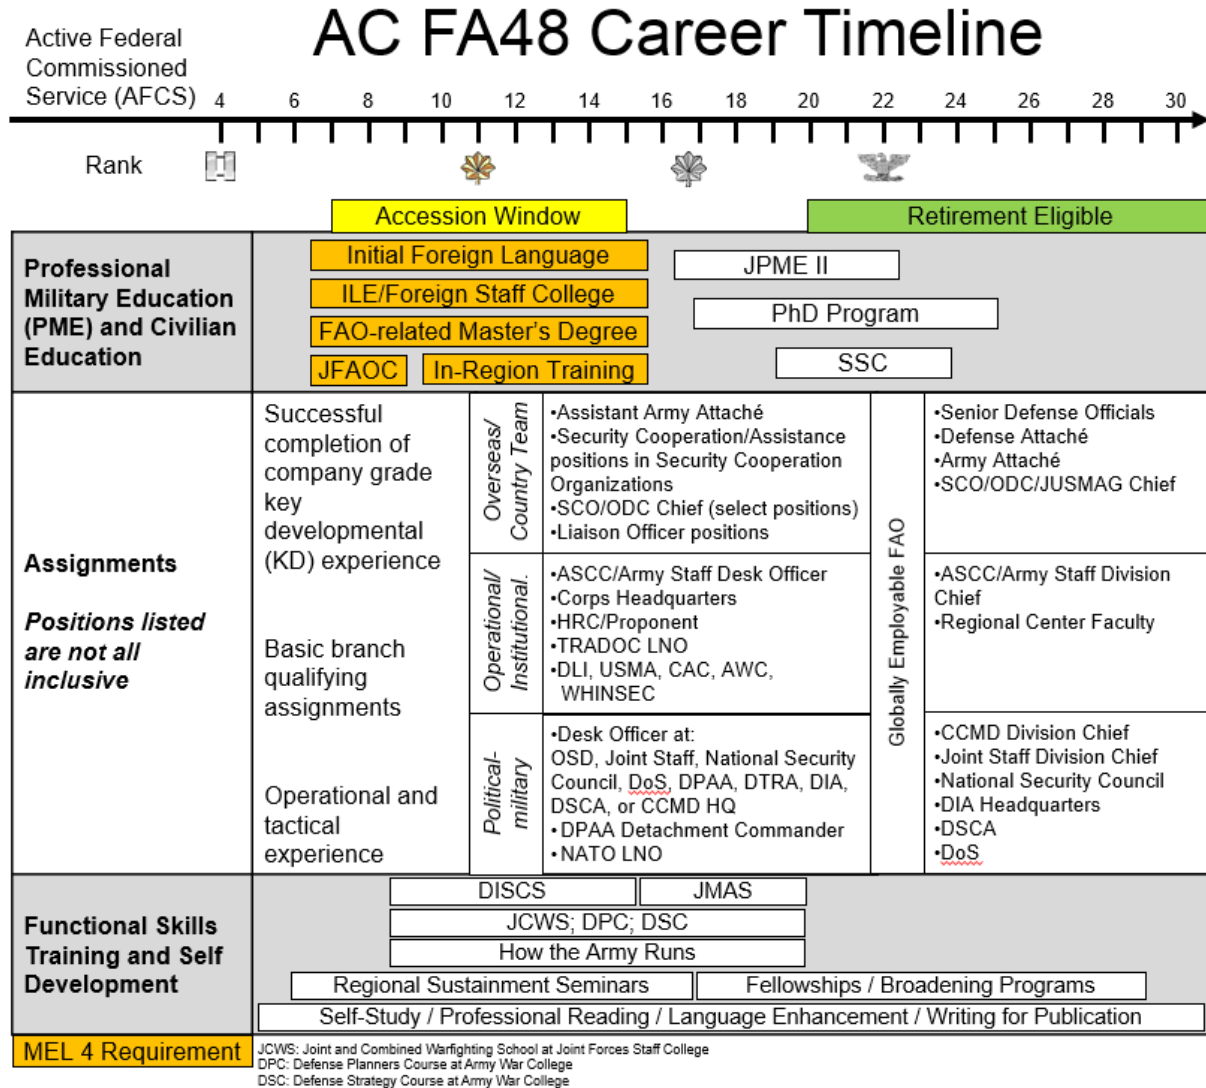 AC FA48 Career Timeline
Active Federal
Commissioned
Service (AFCS)
4 6 8 10 12 14 16 18 20 22 24 26 28 30
Rank
Accession Window
Retirement Eligible
Professional
Military Education
(PME) and Civilian
Education
Initial Foreign Language
ILE/Foreign Staff College
FAO-related Master's Degree
JFAOC
In-Region Training
JPME II
PhD Program
SSC
Assignments
Positions listed
are not all
inclusive
Successful
completion of
company grade
key
developmental
(KD) experience
Basic branch
qualifying
assignments
Operational and
tactical
experience
Overseas/
Country Team
•Assistant Army Attaché
•Security Cooperation/Assistance
positions in Security Cooperation
Organizations
•SCO/ODC Chief (select positions)
•Liaison Officer positions
Operational/
Institutional.
•ASCC/Army Staff Desk Officer
•Corps Headquarters
•HRC/Proponent
•TRADOC LNO
•DLI, USMA, CAC, AWC,
WHINSEC
Political-
military
•Desk Officer at:
OSD, Joint Staff, National Security
Council, DoS, DPAA, DTRA, DIA,
DSCA, or CCMD HQ
•DPAA Detachment Commander
•NATO LNO
Globally Employable FAO
•Senior Defense Officials
•Defense Attaché
•Army Attaché
•SCO/ODC/JUSMAG Chief
•ASCC/Army Staff Division
Chief
•Regional Center Faculty
•CCMD Division Chief
•Joint Staff Division Chief
•National Security Council
•DIA Headquarters
•DSCA
•DoS
Functional Skills
Training and Self
Development
DISCS
JMAS
JCWS; DPC; DSC
How the Army Runs
Regional Sustainment Seminars
Fellowships / Broadening Programs
Self-Study / Professional Reading / Language Enhancement / Writing for Publication
MEL 4 Requirement
JCWS: Joint and Combined Warfighting School at Joint Forces Staff College
DPC: Defense Planners Course at Army War College
DSC: Defense Strategy Course at Army War College